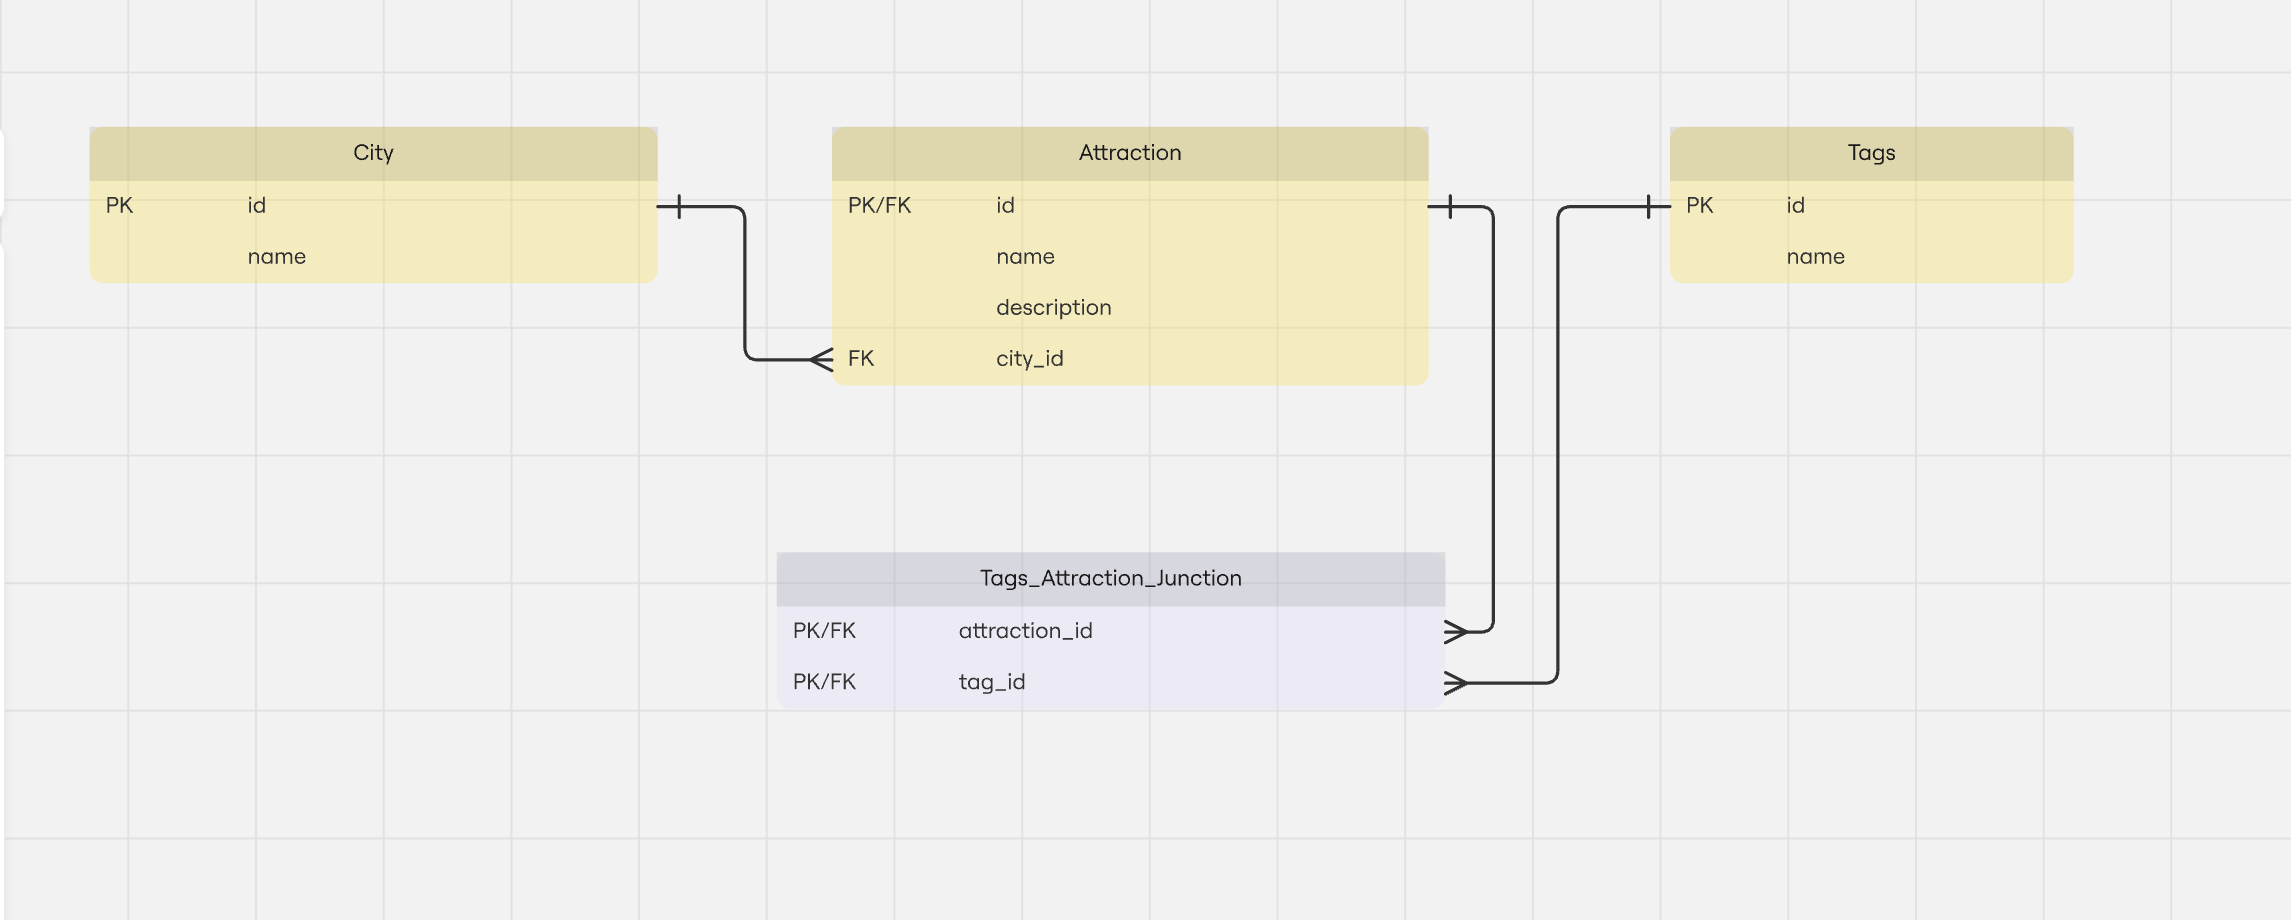 City
PK id
name
Attraction
PK/FK id
name
description
FK city_id
Tags
PK id
name
Tags_Attraction_Junction
PK/FK attraction_id
PK/FK tag_id